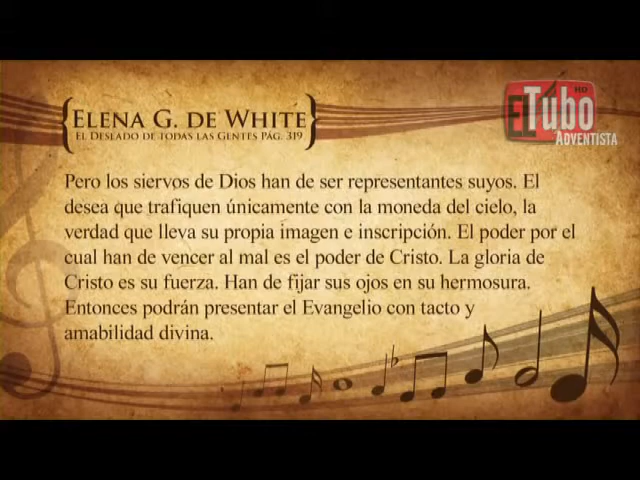 ELENA G. DE WHITE
EL DESEADO DE TODAS LAS GENTES PÁG. 319
HD
EL Tubo
ADVENTISTA
Pero los siervos de Dios han de ser representantes suyos. El
desea que trafiquen únicamente con la moneda del cielo, la
verdad que lleva su propia imagen e inscripción. El poder por el
cual han de vencer al mal es el poder de Cristo. La gloria de
Cristo es su fuerza. Han de fijar sus ojos en su hermosura.
Entonces podrán presentar el Evangelio con tacto y
amabilidad divina.